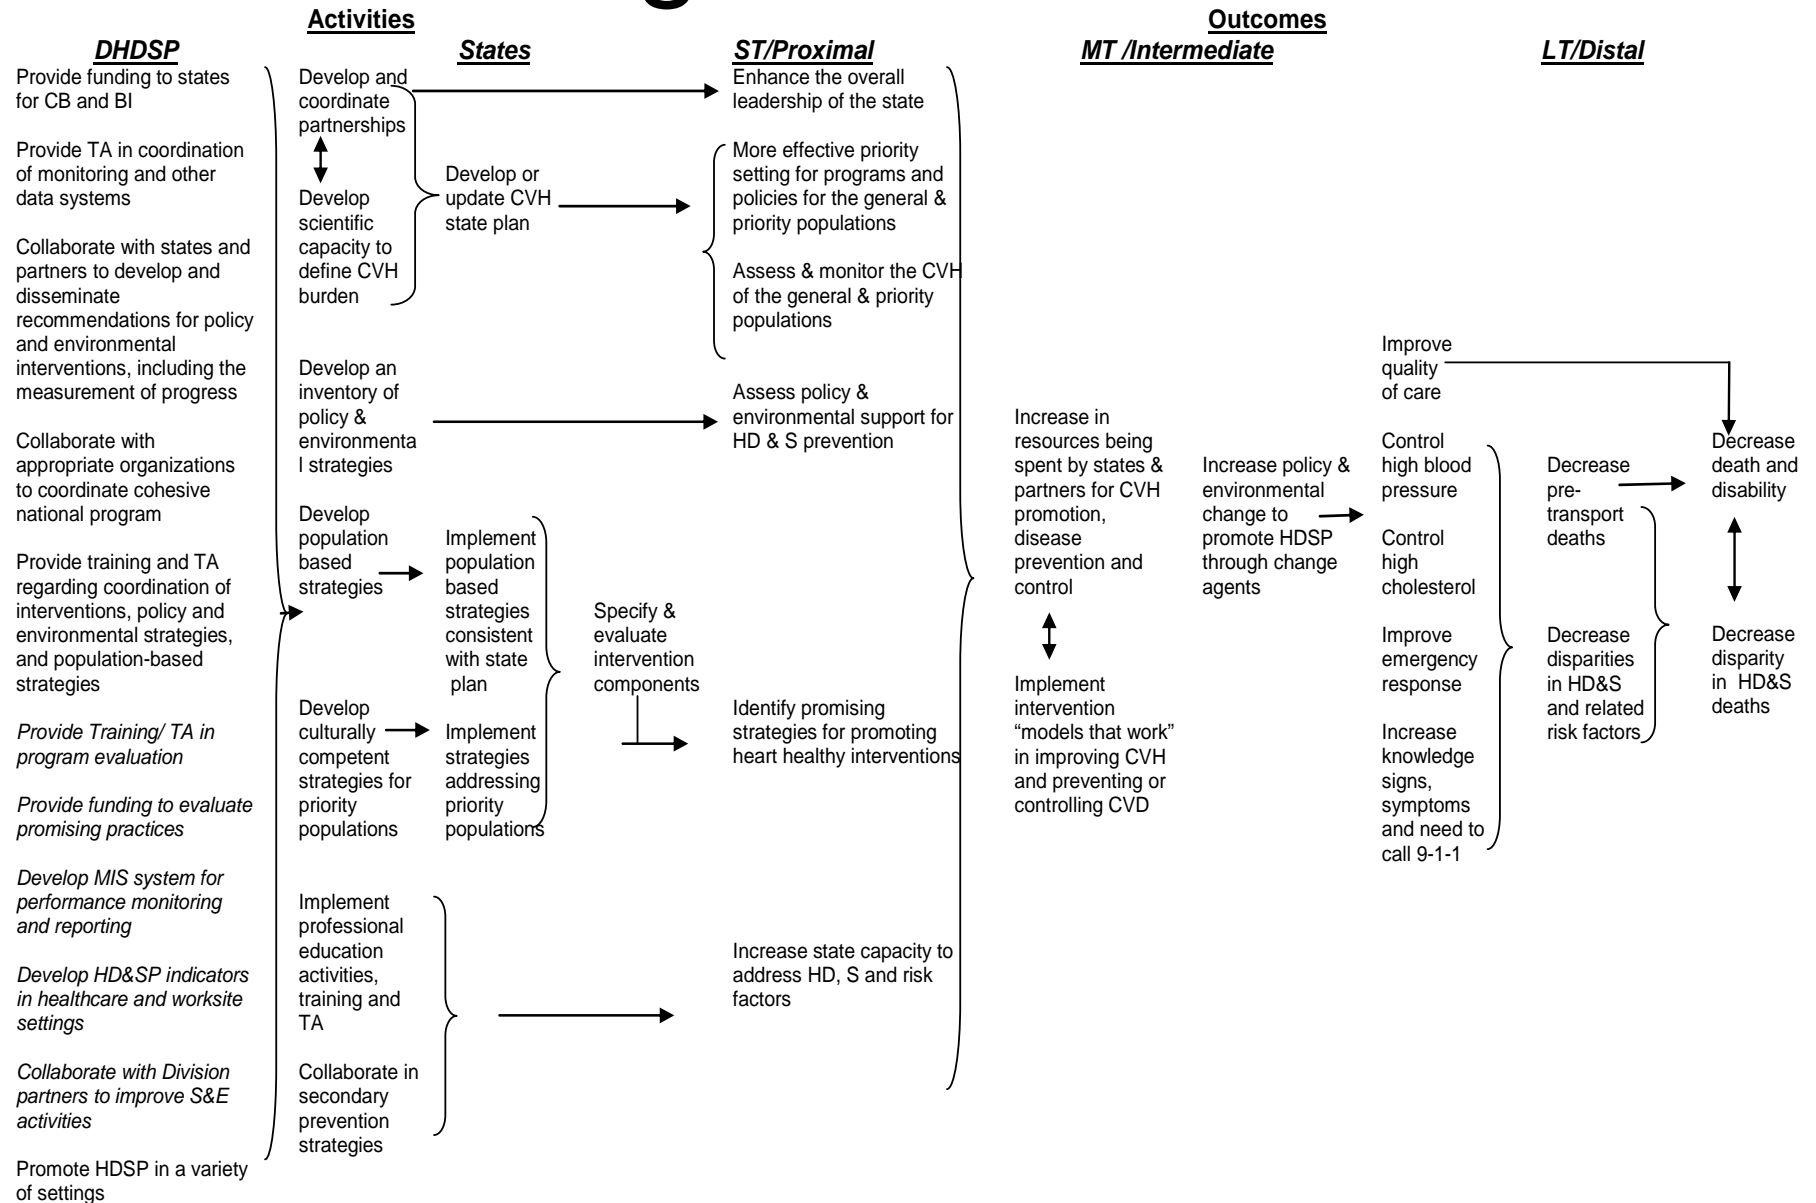 Activities
Outcomes
DHDSP
States
ST/Proximal
MT /Intermediate
LT/Distal
Provide funding to states
for CB and BI
Provide TA in coordination
of monitoring and other
data systems
Collaborate with states and
partners to develop and
disseminate
recommendations for policy
and environmental
interventions, including the
measurement of progress
Collaborate with
appropriate organizations
to coordinate cohesive
national program
Provide training and TA
regarding coordination of
interventions, policy and
environmental strategies,
and population-based
strategies
Provide Training/ TA in
program evaluation
Provide funding to evaluate
promising practices
Develop MIS system for
performance monitoring
and reporting
Develop HD&SP indicators
in healthcare and worksite
settings
Collaborate with Division
partners to improve S&E
activities
Promote HDSP in a variety
of settings
Develop and
coordinate
partnerships
Develop
scientific
capacity to
define CVH
burden
Develop an
inventory of
policy &
environmenta
l strategies
Develop
population
based
strategies
Develop
culturally
competent
strategies for
priority
populations
Implement
professional
education
activities,
training and
TA
Collaborate in
secondary
prevention
strategies
Develop or
update CVH
state plan
Implement
population
based
strategies
consistent
with state
plan
Implement
strategies
addressing
priority
populations
Specify &
evaluate
intervention
components
Enhance the overall
leadership of the state
More effective priority
setting for programs and
policies for the general &
priority populations
Assess & monitor the CVH
of the general & priority
populations
Assess policy &
environmental support for
HD & S prevention
Identify promising
strategies for promoting
heart healthy interventions
Increase state capacity to
address HD, S and risk
factors
Increase in
resources being
spent by states &
partners for CVH
promotion,
disease
prevention and
control
Implement
intervention
“models that work”
in improving CVH
and preventing or
controlling CVD
Increase policy &
environmental
change to
promote HDSP
through change
agents
Improve
quality
of care
Control
high blood
pressure
Control
high
cholesterol
Improve
emergency
response
Increase
knowledge
signs,
symptoms
and need to
call 9-1-1
Decrease
pre-
transport
deaths
Decrease
disparities
in HD&S
and related
risk factors
Decrease
death and
disability
Decrease
disparity
in HD&S
deaths